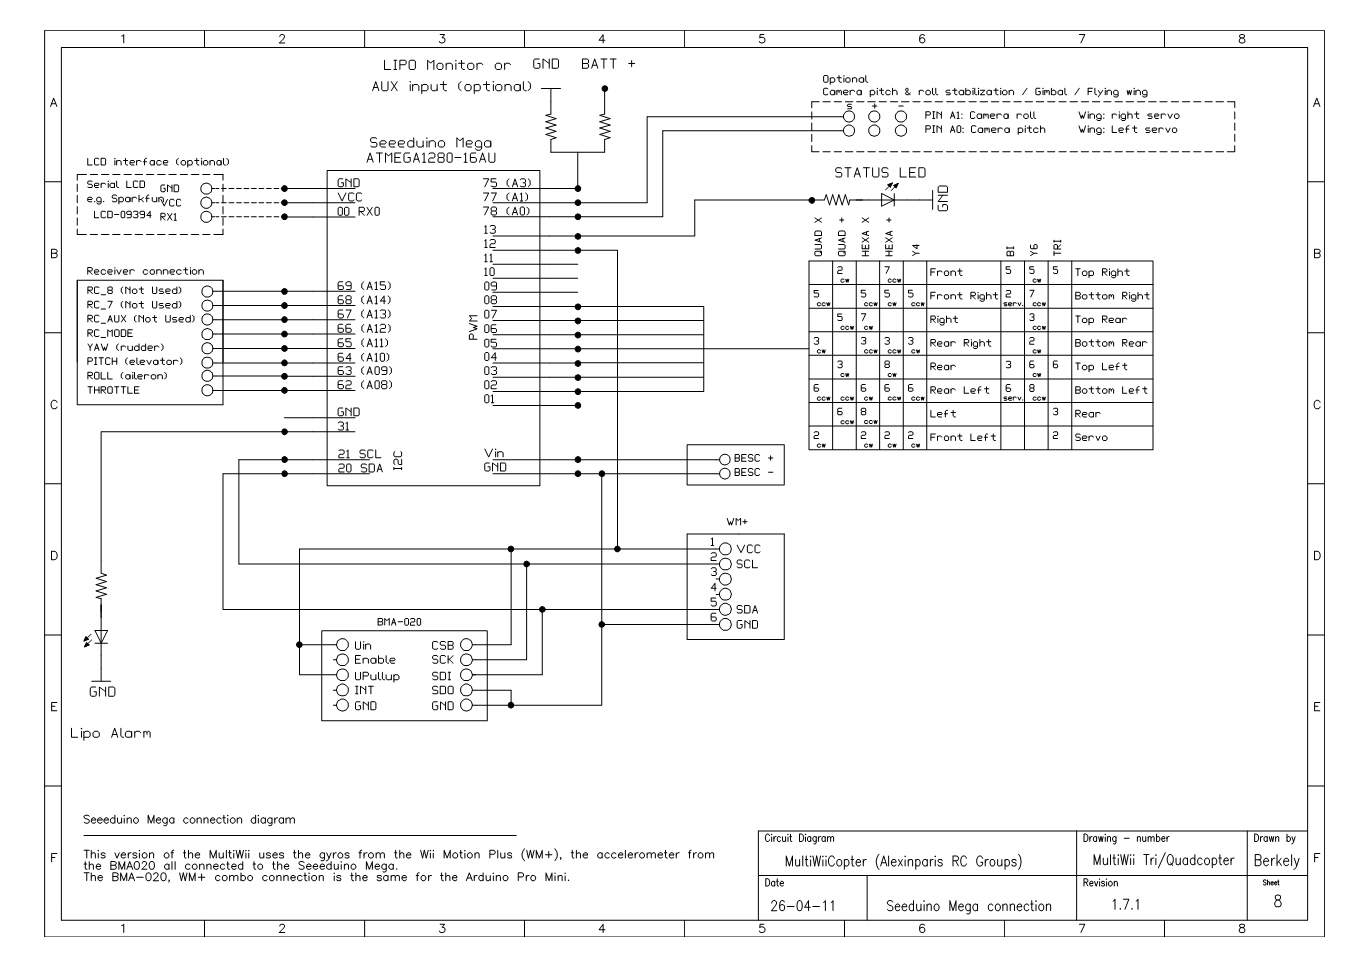 1 2 3 4 5 6 7 8
A
B
C
D
E
F
A
B
C
D
E
F
LIPO Monitor or GND BATT +
AUX input (optional)
Seeeduino Mega
ATMEGA1280-16AU
Optional
Camera pitch & roll stabilization / Gimbal / Flying wing
S + -
PIN A1: Camera roll Wing: right servo
PIN A0: Camera pitch Wing: Left servo
STATUS LED
GND
LCD interface (optional)
Serial LCD GND
e.g. Sparkfun VCC
LCD-09394 RX1
GND
VCC
00 RX0
75 (A3)
77 (A1)
78 (A0)
13
12
11
10
09
08
07
06
05
04
03
02
01
PWM
Receiver connection
RC_8 (Not Used)
RC_7 (Not Used)
RC_AUX (Not Used)
RC_MODE
YAW (rudder)
PITCH (elevator)
ROLL (aileron)
THROTTLE
69 (A15)
68 (A14)
67 (A13)
66 (A12)
65 (A11)
64 (A10)
63 (A09)
62 (A08)
GND
31
21 SCL
20 SDA
I2C
Vin
GND
QUAD X QUAD + HEXA X HEXA + Y4 BI Y6 TRI
2 cw 7 ccw Front 5 5 cw 5 Top Right
5 ccw 5 ccw 5 cw 5 ccw Front Right 2 serv. 7 ccw Bottom Right
5 ccw 7 cw Right 3 ccw Top Rear
3 cw 3 ccw 3 ccw 3 cw Rear Right 2 cw Bottom Rear
3 cw 8 cw Rear 3 6 cw 6 Top Left
6 ccw ccw 6 cw 6 ccw 6 ccw Rear Left 6 serv. 8 ccw Bottom Left
6 ccw 8 ccw Left 3 Rear
2 cw 2 ccw 2 cw 2 cw Front Left 2 Servo
BESC +
BESC -
WM+
1 VCC
2 SCL
3
4
5 SDA
6 GND
BMA-020
Uin CSB
Enable SCK
UPullup SDI
INT SDO
GND GND
GND
Lipo Alarm
Seeeduino Mega connection diagram
This version of the MultiWii uses the gyros from the Wii Motion Plus (WM+), the accelerometer from
the BMA020 all connected to the Seeeduino Mega.
The BMA-020, WM+ combo connection is the same for the Arduino Pro Mini.
Circuit Diagram
MultiWiiCopter (Alexinparis RC Groups)
Drawing - number
MultiWii Tri/Quadcopter
Drawn by
Berkely
Date
26-04-11
Seeduino Mega connection
Revision
1.7.1
Sheet
8
1 2 3 4 5 6 7 8